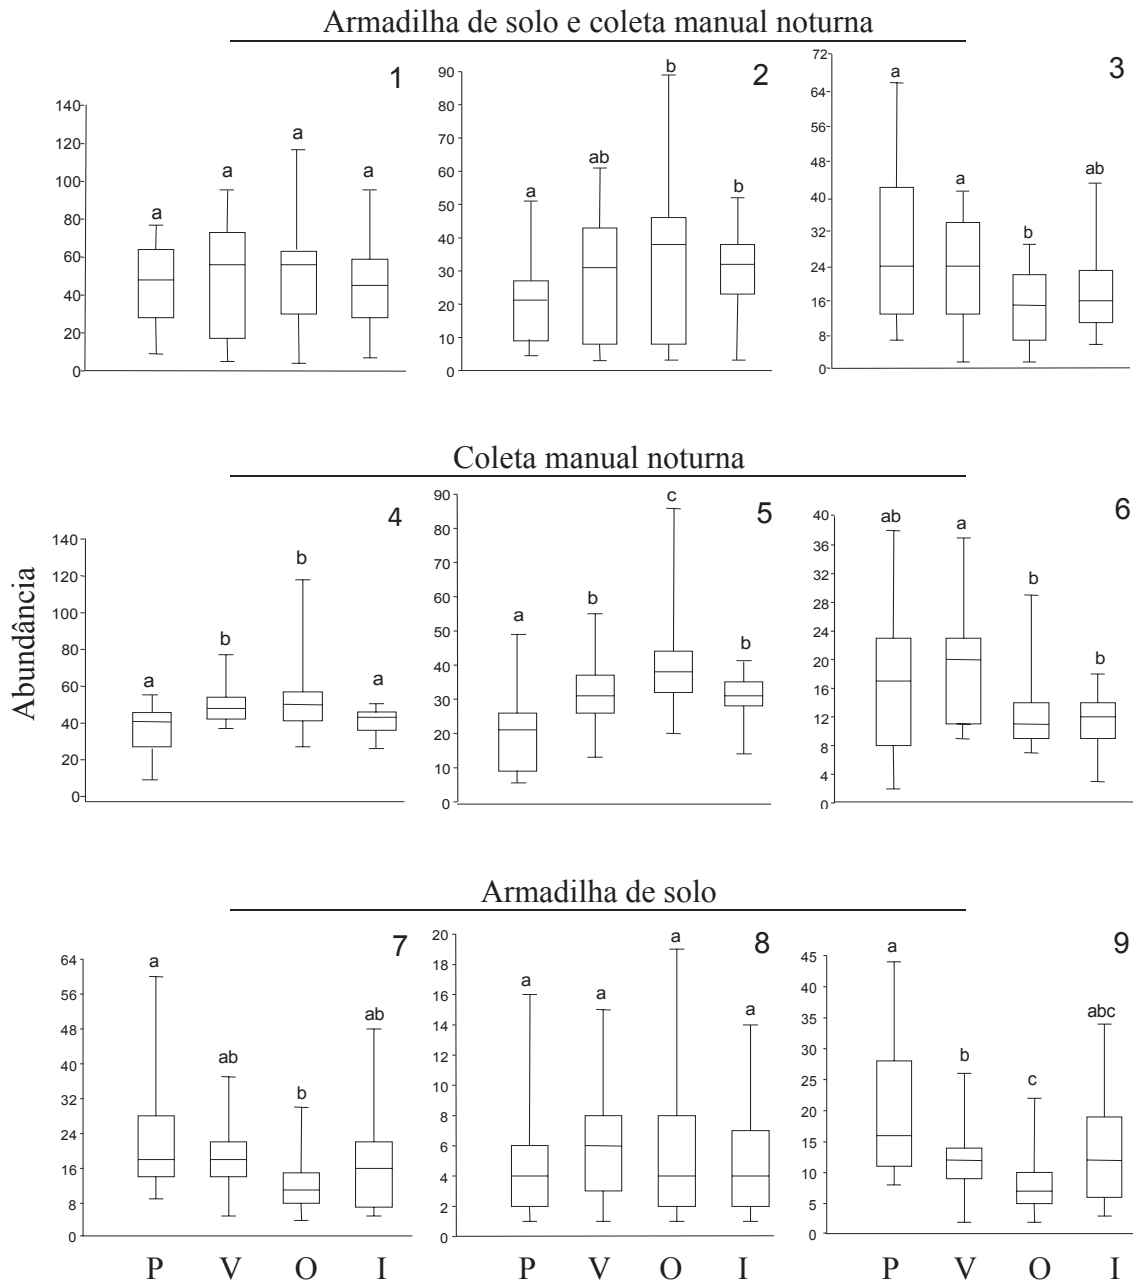 Armadilha de solo e coleta manual noturna
1
140
120
100
80
60
40
20
0
a
a
a
a
2
90
80
70
60
50
40
30
20
10
0
a
ab
b
b
3
72
64
56
48
40
32
24
16
8
0
a
a
b
ab
Coleta manual noturna
Abundância
4
140
120
100
80
60
40
20
0
a
b
b
a
5
90
80
70
60
50
40
30
20
10
0
a
b
c
b
6
40
36
32
28
24
20
16
12
8
4
0
ab
a
b
b
Armadilha de solo
7
64
56
48
40
32
24
16
8
0
a
ab
b
ab
8
20
18
16
14
12
10
8
6
4
2
0
a
a
a
a
9
45
40
35
30
25
20
15
10
5
0
a
b
c
abc
P V O I
P V O I
P V O I